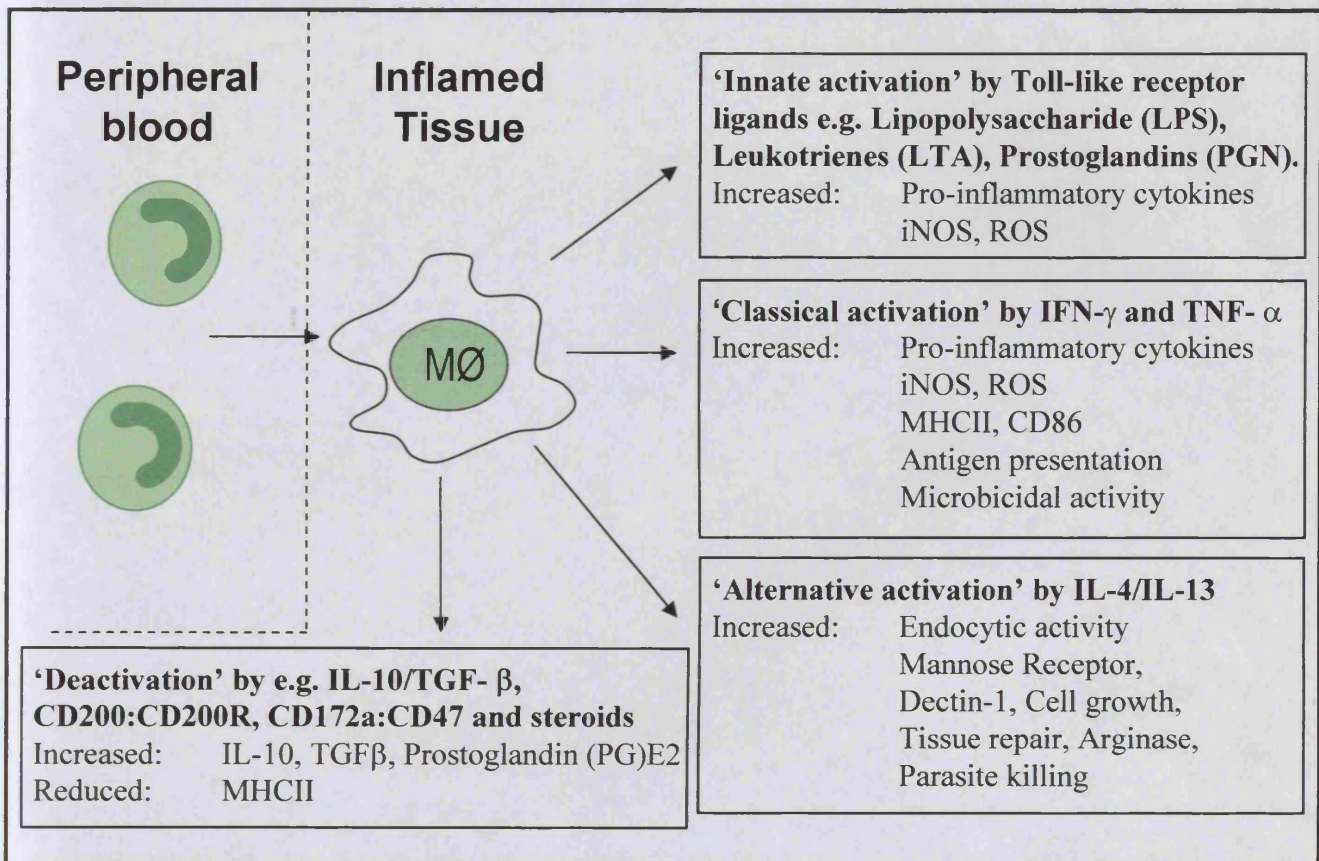 Peripheral
blood
Inflamed
Tissue
MØ
‘Innate activation’ by Toll-like receptor
ligands e.g. Lipopolysaccharide (LPS),
Leukotrienes (LTA), Prostoglandins (PGN).
Increased: Pro-inflammatory cytokines
iNOS, ROS
‘Classical activation’ by IFN-γ and TNF- α
Increased: Pro-inflammatory cytokines
iNOS, ROS
MHCII, CD86
Antigen presentation
Microbicidal activity
‘Alternative activation’ by IL-4/IL-13
Increased: Endocytic activity
Mannose Receptor,
Dectin-1, Cell growth,
Tissue repair, Arginase,
Parasite killing
‘Deactivation’ by e.g. IL-10/TGF- β,
CD200:CD200R, CD172a:CD47 and steroids
Increased: IL-10, TGFβ, Prostoglandin (PG)E2
Reduced: MHCII